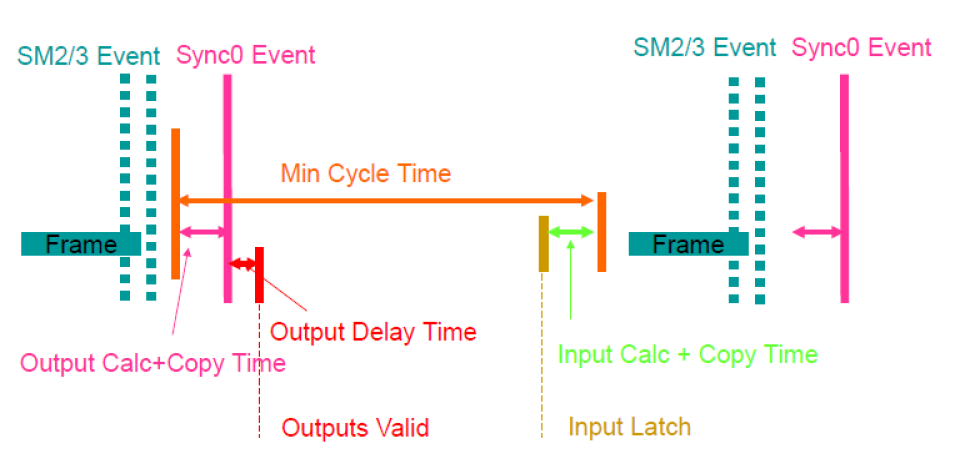 SM2/3 Event
Sync0 Event
SM2/3 Event
Sync0 Event
Min Cycle Time
Frame
Frame
Output Delay Time
Output Calc+Copy Time
Input Calc + Copy Time
Outputs Valid
Input Latch